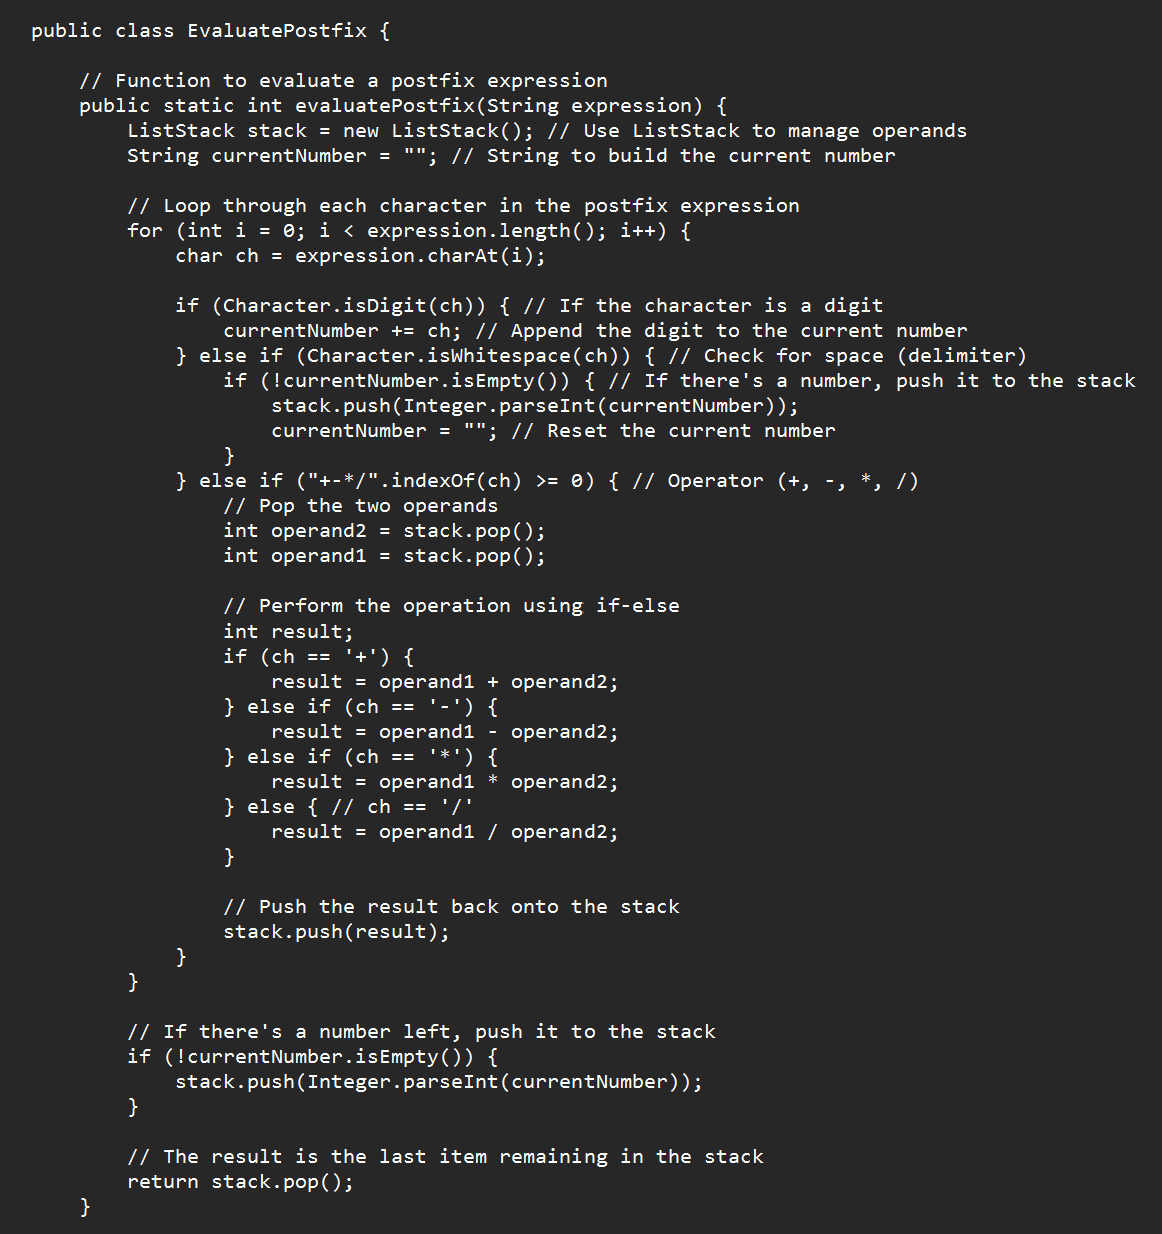 public class EvaluatePostfix {
// Function to evaluate a postfix expression
public static int evaluatePostfix(String expression) {
ListStack stack = new ListStack(); // Use ListStack to manage operands
String currentNumber = ""; // String to build the current number
// Loop through each character in the postfix expression
for (int i = 0; i < expression.length(); i++) {
char ch = expression.charAt(i);
if (Character.isDigit(ch)) { // If the character is a digit
currentNumber += ch; // Append the digit to the current number
} else if (Character.isWhitespace(ch)) { // Check for space (delimiter)
if (!currentNumber.isEmpty()) { // If there's a number, push it to the stack
stack.push(Integer.parseInt(currentNumber));
currentNumber = ""; // Reset the current number
}
} else if ("+-*/".indexOf(ch) >= 0) { // Operator (+, -, *, /)
// Pop the two operands
int operand2 = stack.pop();
int operand1 = stack.pop();
// Perform the operation using if-else
int result;
if (ch == '+') {
result = operand1 + operand2;
} else if (ch == '-') {
result = operand1 - operand2;
} else if (ch == '*') {
result = operand1 * operand2;
} else { // ch == '/'
result = operand1 / operand2;
}
// Push the result back onto the stack
stack.push(result);
}
}
// If there's a number left, push it to the stack
if (!currentNumber.isEmpty()) {
stack.push(Integer.parseInt(currentNumber));
}
// The result is the last item remaining in the stack
return stack.pop();
}